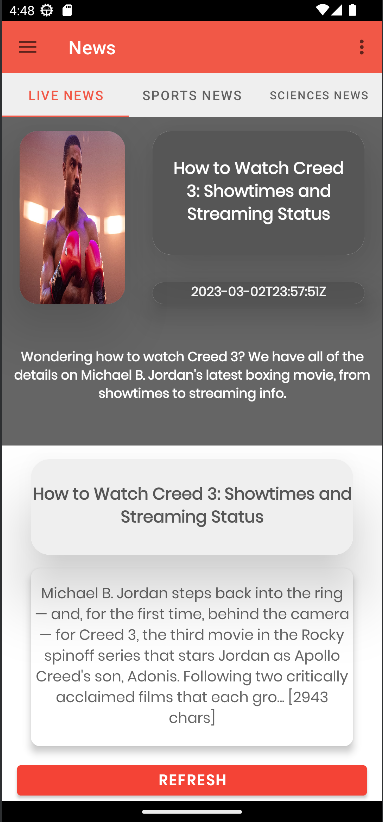 4:48
News
LIVE NEWS
SPORTS NEWS
SCIENCES NEWS
How to Watch Creed
3: Showtimes and
Streaming Status
2023-03-02T23:57:51Z
Wondering how to watch Creed 3? We have all of the
details on Michael B. Jordan's latest boxing movie, from
showtimes to streaming info.
How to Watch Creed 3: Showtimes and
Streaming Status
Michael B. Jordan steps back into the ring
— and, for the first time, behind the camera
— for Creed 3, the third movie in the Rocky
spinoff series that stars Jordan as Apollo
Creed's son, Adonis. Following two critically
acclaimed films that each gro… [2943
chars]
REFRESH